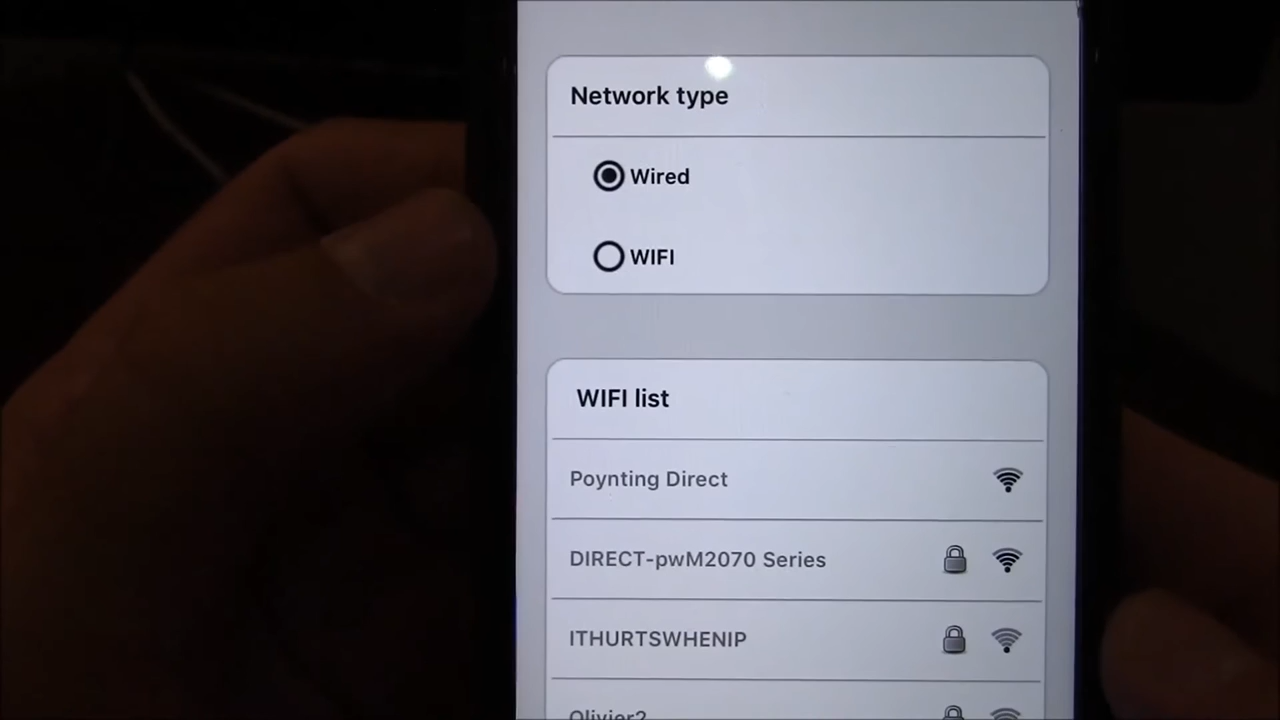 Network type
Wired
WIFI
WIFI list
Poynting Direct
DIRECT-pwM2070 Series
ITHURTSWHENIP
Olivier2